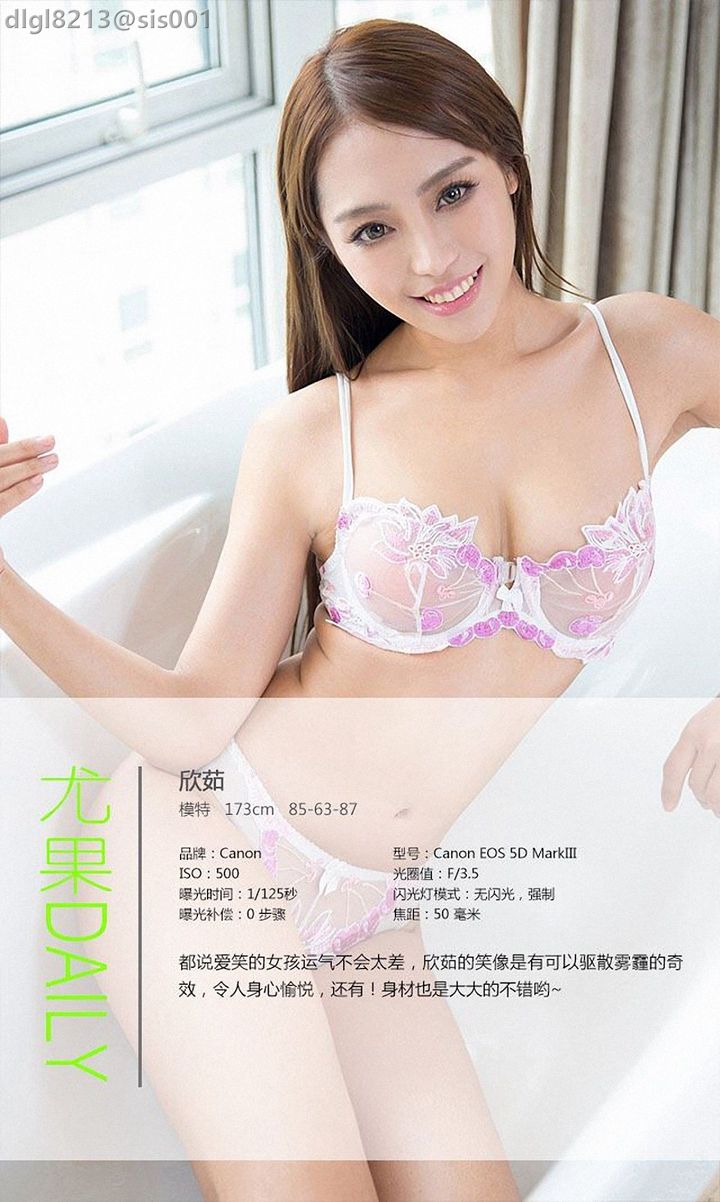 dlgl8213@sis001
尤果DAILY
欣茹
模特 173cm 85-63-87
品牌：Canon
型号：Canon EOS 5D MarkIII
ISO：500
光圈值：F/3.5
曝光时间：1/125秒
闪光灯模式：无闪光，强制
曝光补偿：0 步骤
焦距：50 毫米
都说爱笑的女孩运气不会太差，欣茹的笑像是有可以驱散雾霾的奇
效，令人身心愉悦，还有！身材也是大大的不错哟~